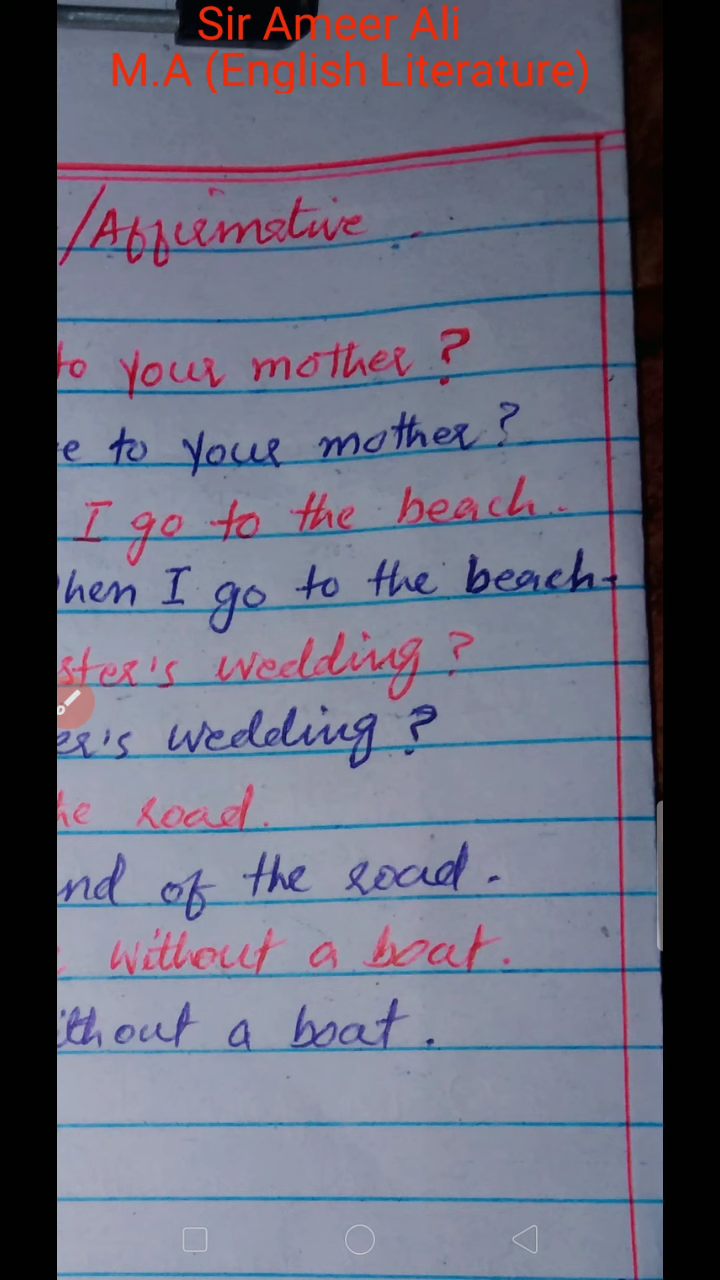 Sir Ameer Ali
M.A (English Literature)
/Affirmative
to your mother?
e to your mother?
I go to the beach.
hen I go to the beach.
ster's wedding?
er's wedding?
he road.
nd of the road.
without a boat.
ithout a boat.